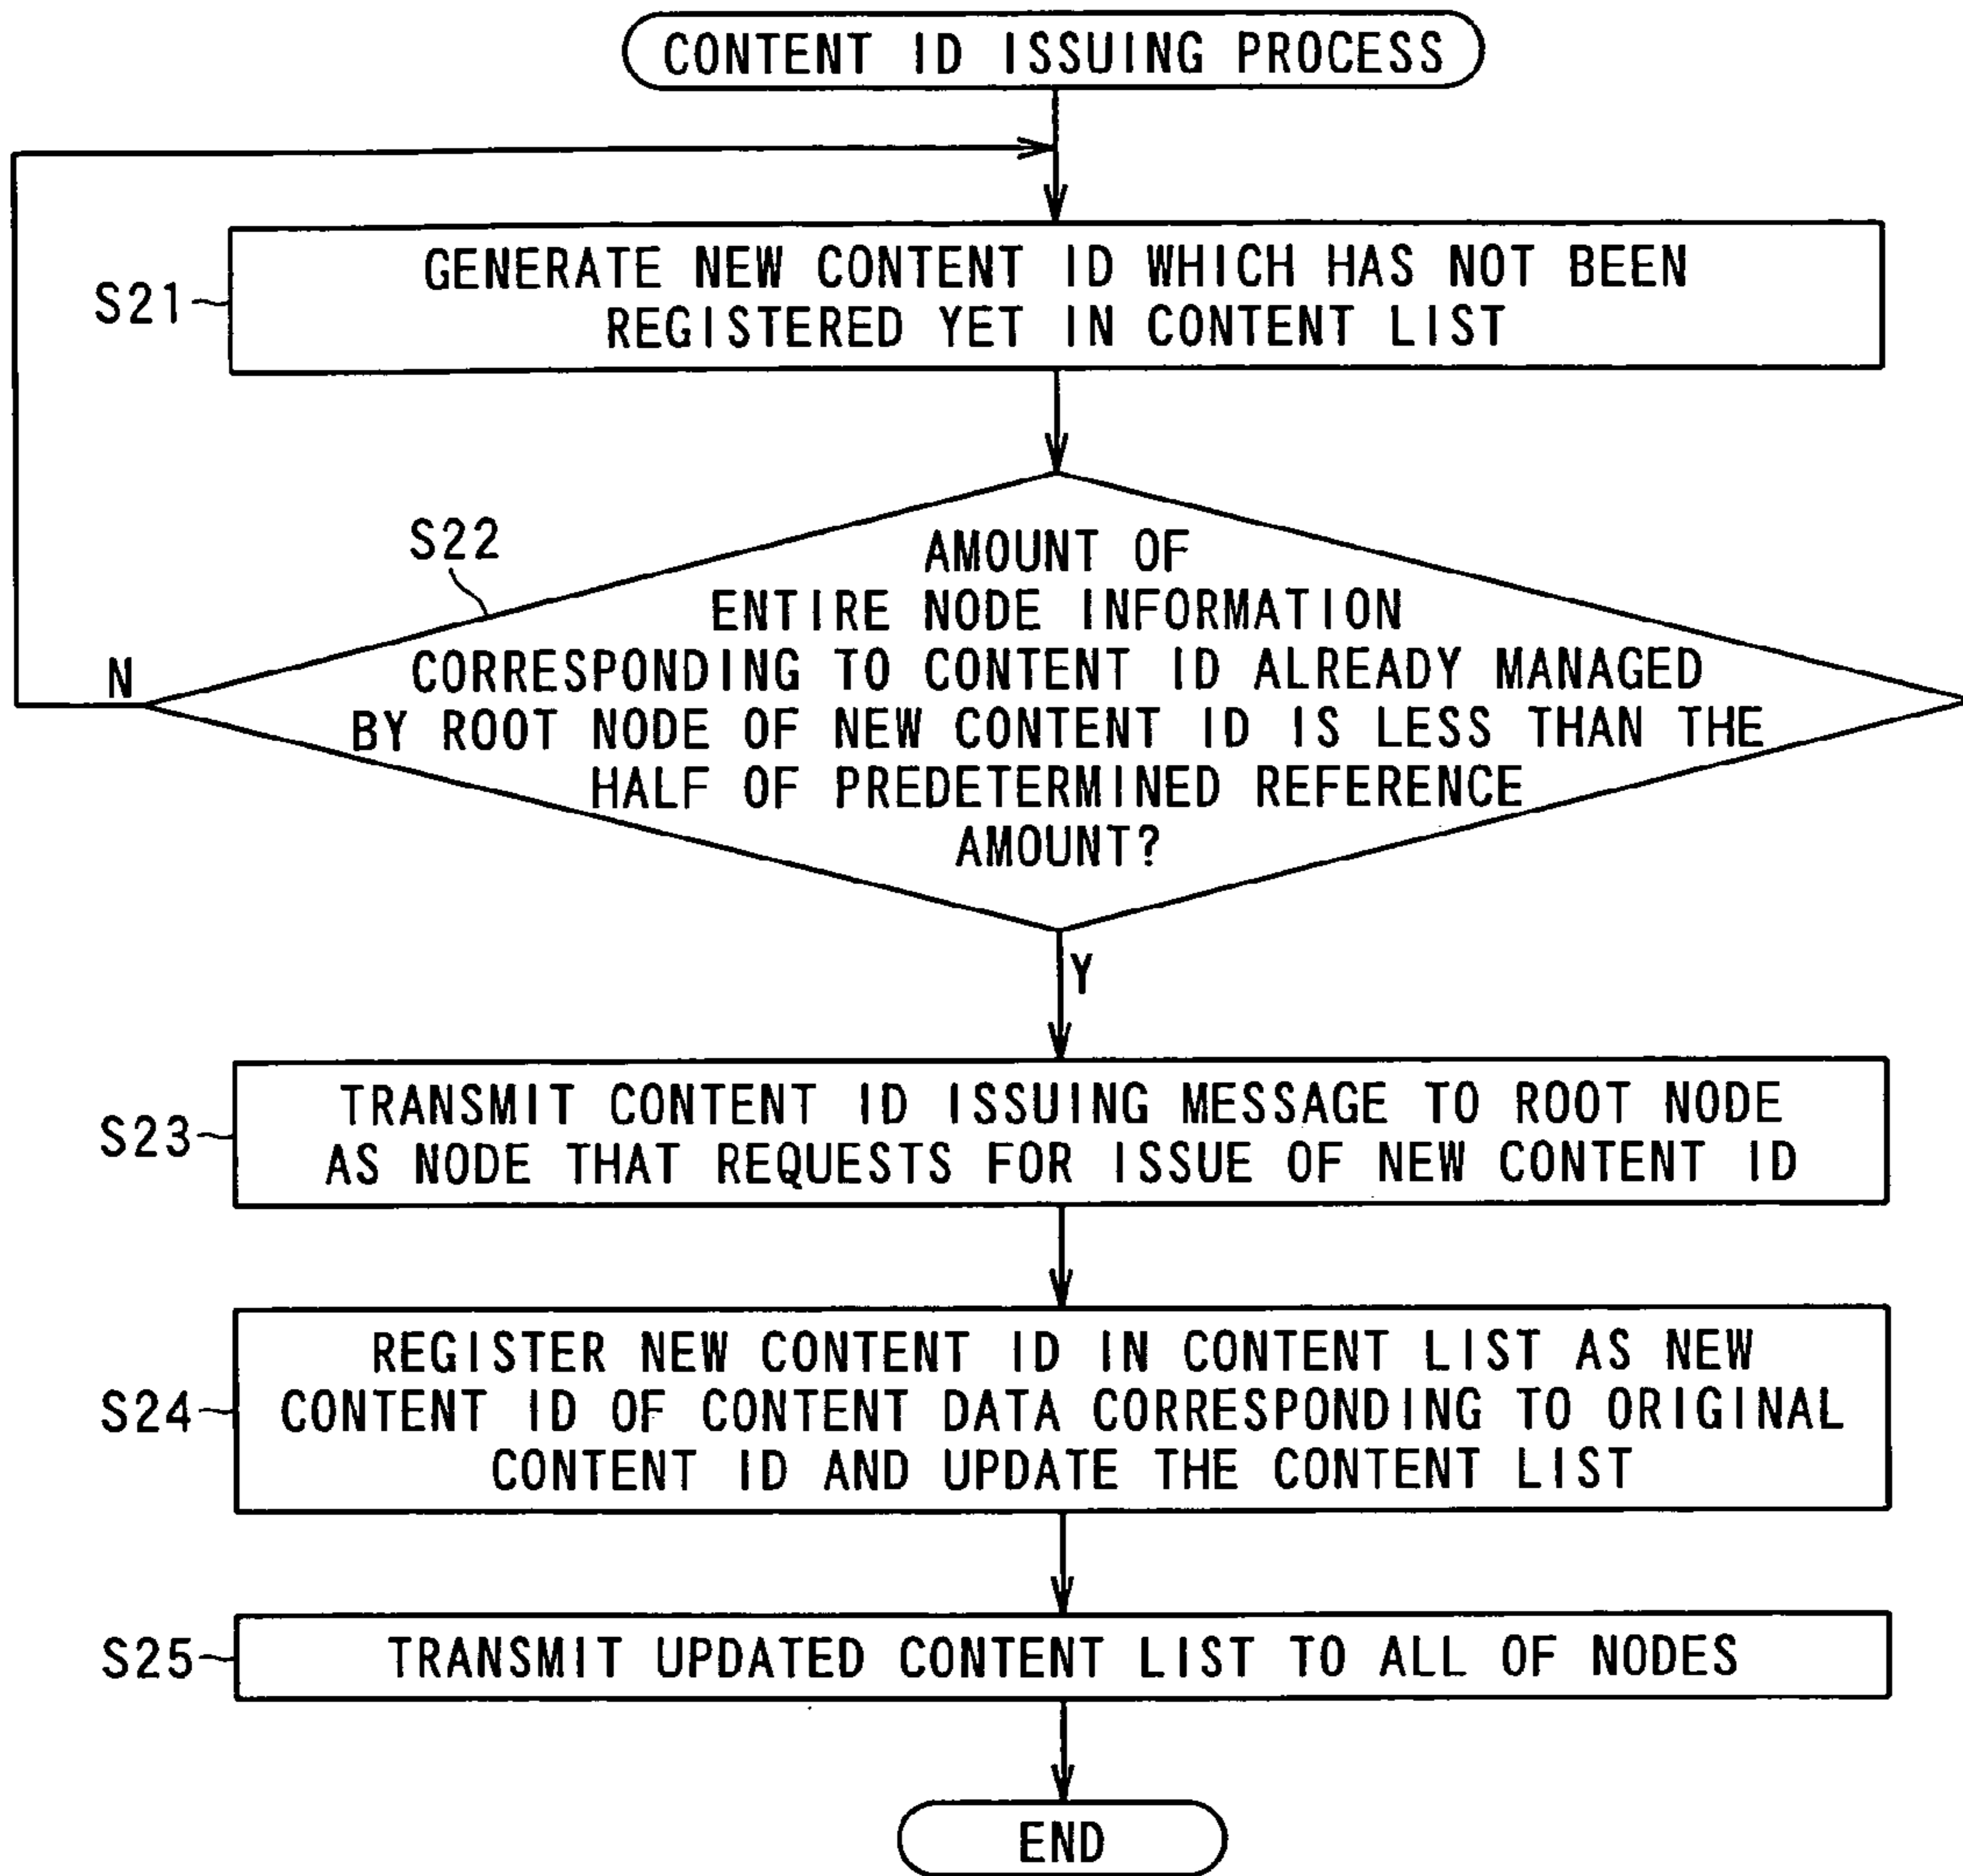 CONTENT ID ISSUING PROCESS
S21
GENERATE NEW CONTENT ID WHICH HAS NOT BEEN
REGISTERED YET IN CONTENT LIST
S22
AMOUNT OF
ENTIRE NODE INFORMATION
CORRESPONDING TO CONTENT ID ALREADY MANAGED
BY ROOT NODE OF NEW CONTENT ID IS LESS THAN THE
HALF OF PREDETERMINED REFERENCE
AMOUNT?
N
Y
S23
TRANSMIT CONTENT ID ISSUING MESSAGE TO ROOT NODE
AS NODE THAT REQUESTS FOR ISSUE OF NEW CONTENT ID
S24
REGISTER NEW CONTENT ID IN CONTENT LIST AS NEW
CONTENT ID OF CONTENT DATA CORRESPONDING TO ORIGINAL
CONTENT ID AND UPDATE THE CONTENT LIST
S25
TRANSMIT UPDATED CONTENT LIST TO ALL OF NODES
END